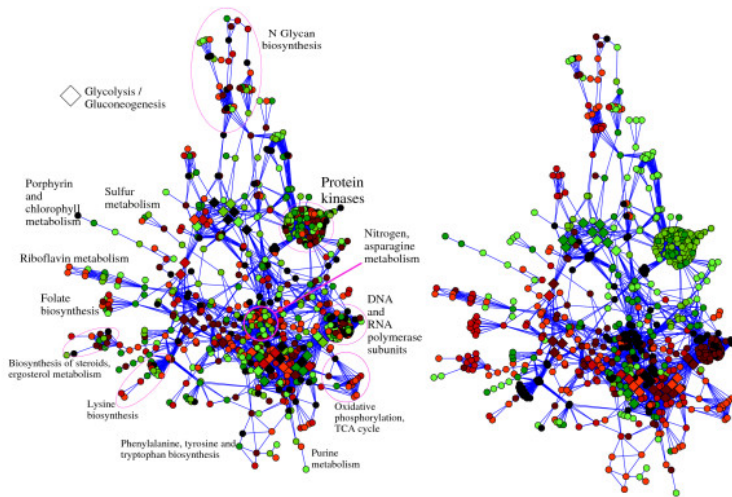 N Glycan
biosynthesis
Glycolysis /
Gluconeogenesis
Porphyrin
and
chlorophyll
metabolism
Sulfur
metabolism
Protein
kinases
Nitrogen,
asparagine
metabolism
Riboflavin metabolism
Folate
biosynthesis
DNA
and
RNA
polymerase
subunits
Biosynthesis of steroids,
ergosterol metabolism
Lysine
biosynthesis
Oxidative
phosphorylation,
TCA cycle
Phenylalanine, tyrosine and
tryptophan biosynthesis
Purine
metabolism